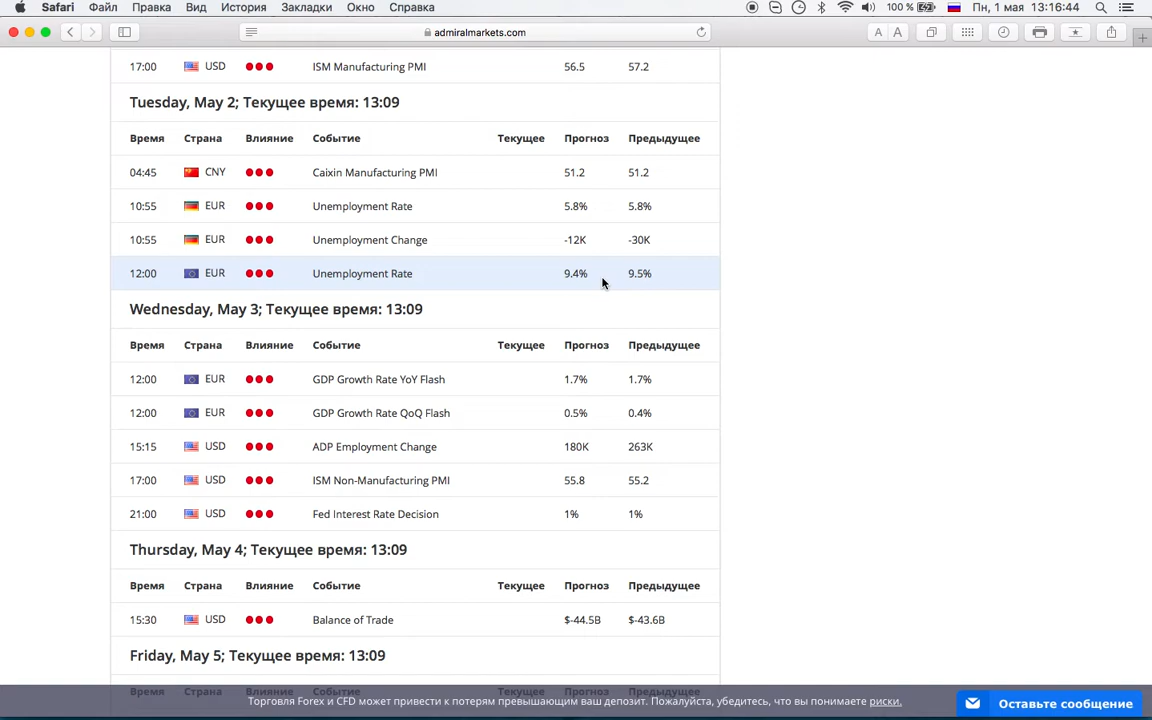 Safari Файл Правка Вид История Закладки Окно Справка 100 % Пн, 1 мая 13:16:44
admiralmarkets.com A A
17:00 USD ISM Manufacturing PMI 56.5 57.2
Tuesday, May 2; Текущее время: 13:09
Время Страна Влияние Событие Текущее Прогноз Предыдущее
04:45 CNY Caixin Manufacturing PMI 51.2 51.2
10:55 EUR Unemployment Rate 5.8% 5.8%
10:55 EUR Unemployment Change -12K -30K
12:00 EUR Unemployment Rate 9.4% 9.5%
Wednesday, May 3; Текущее время: 13:09
Время Страна Влияние Событие Текущее Прогноз Предыдущее
12:00 EUR GDP Growth Rate YoY Flash 1.7% 1.7%
12:00 EUR GDP Growth Rate QoQ Flash 0.5% 0.4%
15:15 USD ADP Employment Change 180K 263K
17:00 USD ISM Non-Manufacturing PMI 55.8 55.2
21:00 USD Fed Interest Rate Decision 1% 1%
Thursday, May 4; Текущее время: 13:09
Время Страна Влияние Событие Текущее Прогноз Предыдущее
15:30 USD Balance of Trade $-44.5B $-43.6B
Friday, May 5; Текущее время: 13:09
Время Страна Влияние Событие Текущее Прогноз Предыдущее
Торговля Forex и CFD может привести к потерям превышающим ваш депозит. Пожалуйста, убедитесь, что вы понимаете риски.
Оставьте сообщение